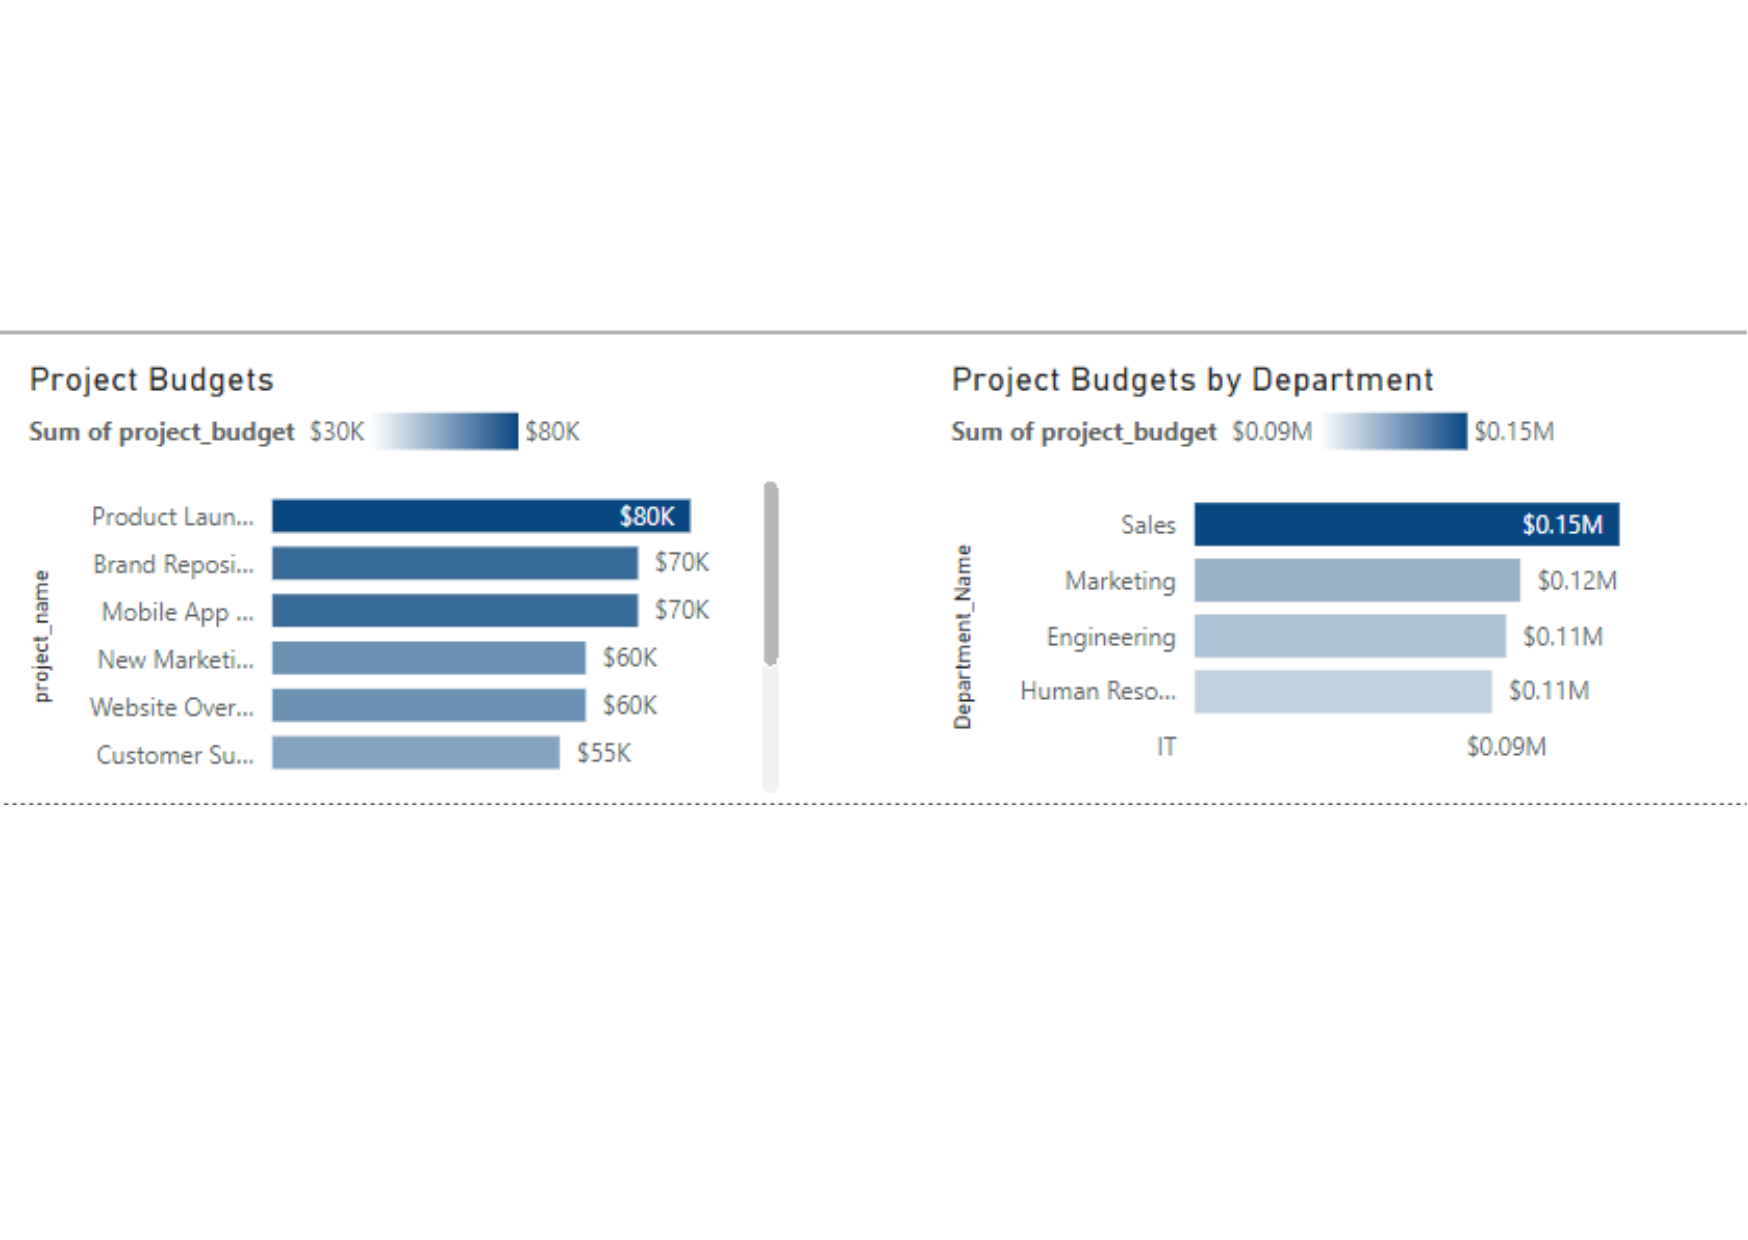 Project Budgets
Sum of project_budget $30K $80K
project_name
Product Laun... $80K
Brand Reposi... $70K
Mobile App ... $70K
New Marketi... $60K
Website Over... $60K
Customer Su... $55K
Project Budgets by Department
Sum of project_budget $0.09M $0.15M
Department_Name
Sales $0.15M
Marketing $0.12M
Engineering $0.11M
Human Reso... $0.11M
IT $0.09M